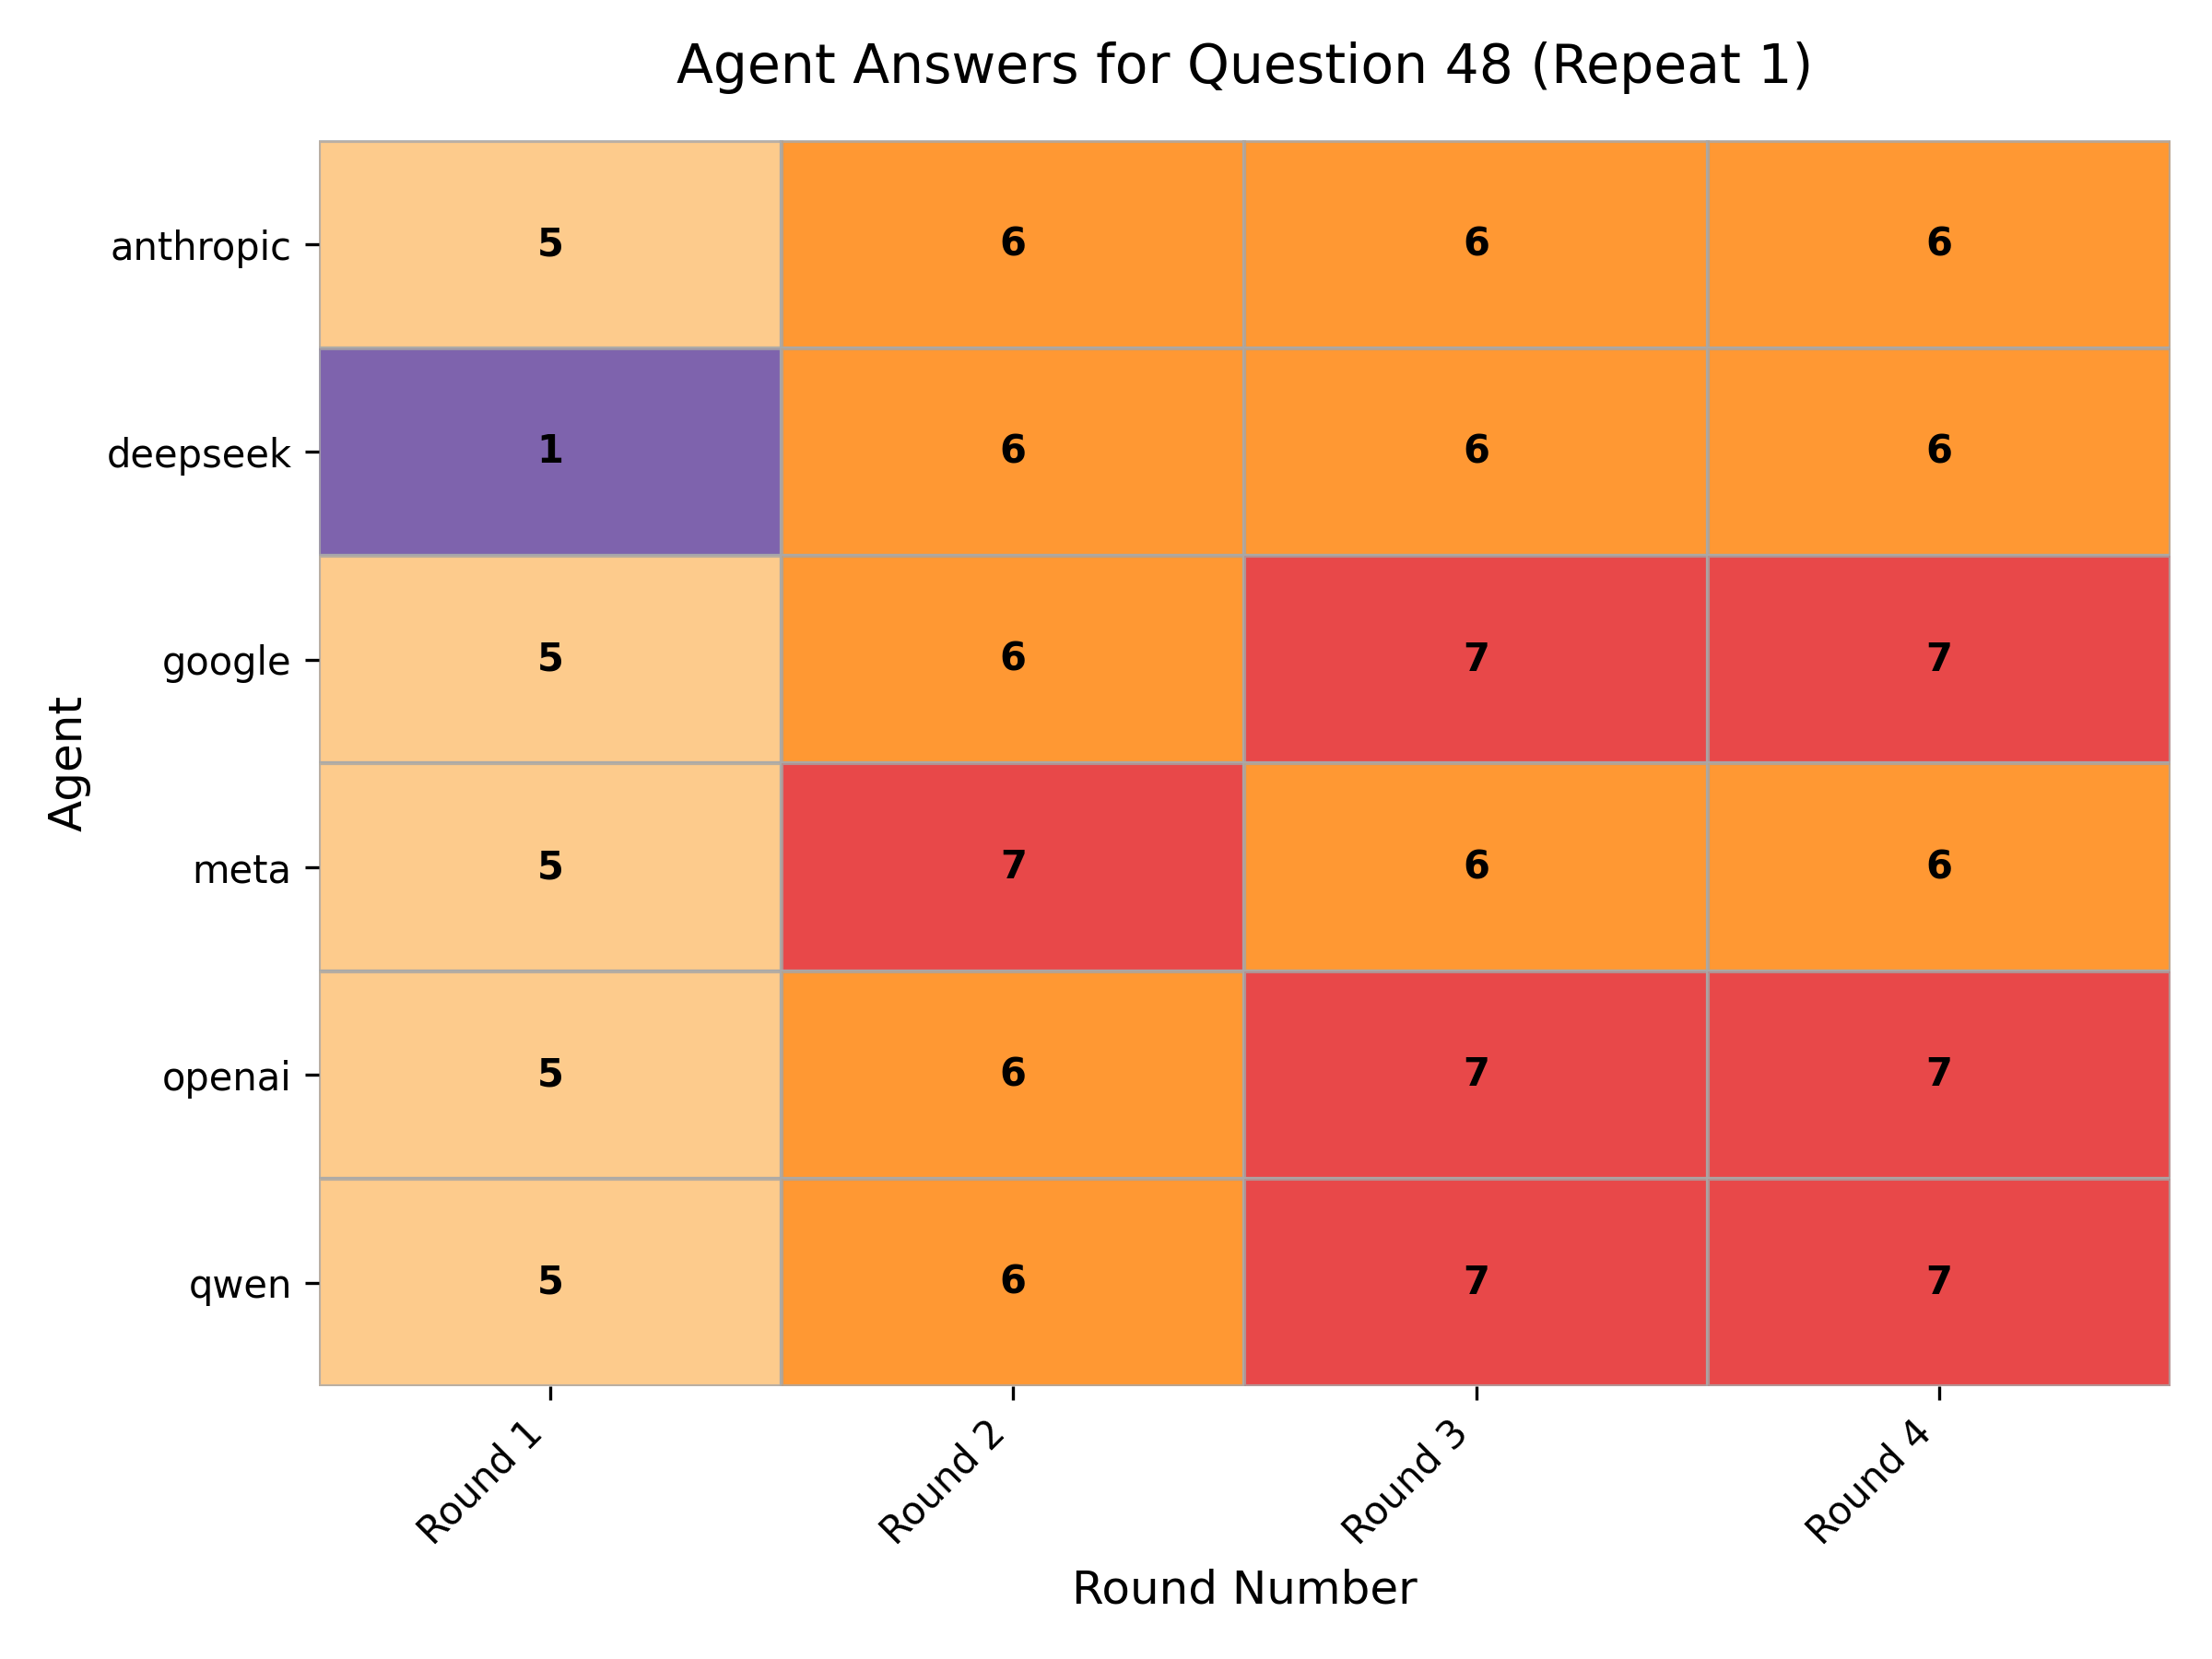 Agent Answers for Question 48 (Repeat 1)
Agent
anthropic 5 6 6 6
deepseek 1 6 6 6
google 5 6 7 7
meta 5 7 6 6
openai 5 6 7 7
qwen 5 6 7 7
Round 1 Round 2 Round 3 Round 4
Round Number